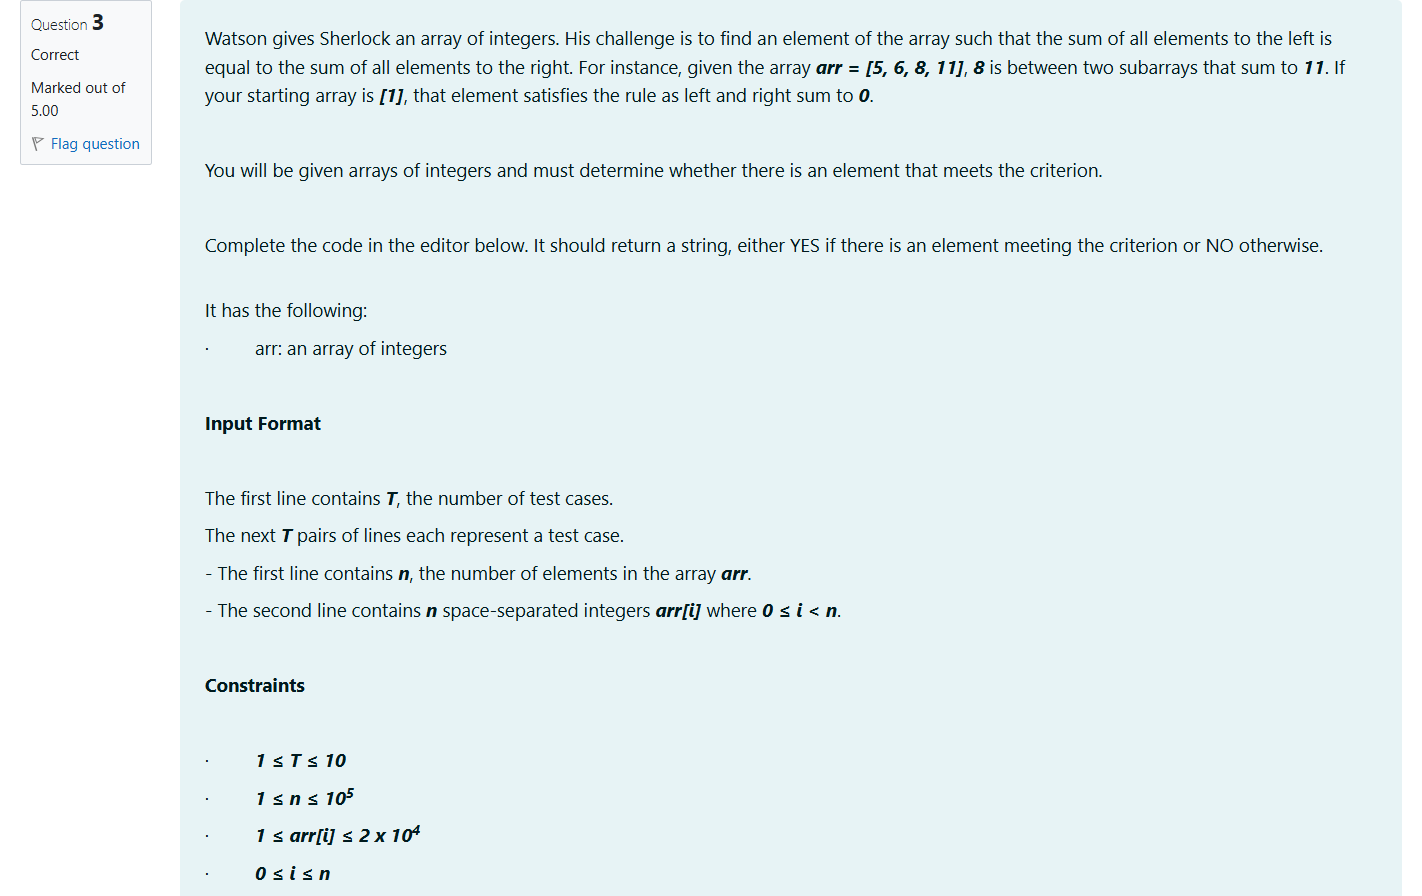 Question 3
Correct
Marked out of
5.00
Flag question
Watson gives Sherlock an array of integers. His challenge is to find an element of the array such that the sum of all elements to the left is
equal to the sum of all elements to the right. For instance, given the array arr = [5, 6, 8, 11], 8 is between two subarrays that sum to 11. If
your starting array is [1], that element satisfies the rule as left and right sum to 0.
You will be given arrays of integers and must determine whether there is an element that meets the criterion.
Complete the code in the editor below. It should return a string, either YES if there is an element meeting the criterion or NO otherwise.
It has the following:
· arr: an array of integers
Input Format
The first line contains T, the number of test cases.
The next T pairs of lines each represent a test case.
- The first line contains n, the number of elements in the array arr.
- The second line contains n space-separated integers arr[i] where 0 ≤ i < n.
Constraints
· 1 ≤ T ≤ 10
· 1 ≤ n ≤ 10⁵
· 1 ≤ arr[i] ≤ 2 x 10⁴
· 0 ≤ i ≤ n